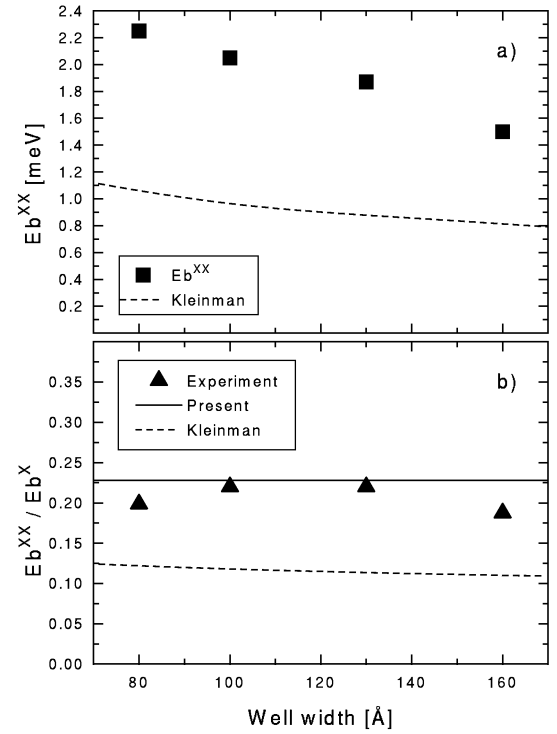 2.4
2.2
2.0
1.8
1.6
1.4
1.2
1.0
0.8
0.6
0.4
0.2
Eb^XX [meV]
a)
Eb^XX
Kleinman
0.35
0.30
0.25
0.20
0.15
0.10
0.05
0.00
Eb^XX / Eb^X
b)
Experiment
Present
Kleinman
80 100 120 140 160
Well width [Å]